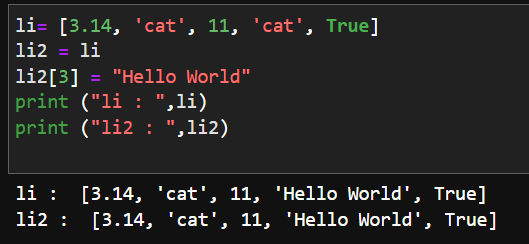 li= [3.14, 'cat', 11, 'cat', True]
li2 = li
li2[3] = "Hello World"
print ("li : ",li)
print ("li2 : ",li2)
li :  [3.14, 'cat', 11, 'Hello World', True]
li2 :  [3.14, 'cat', 11, 'Hello World', True]